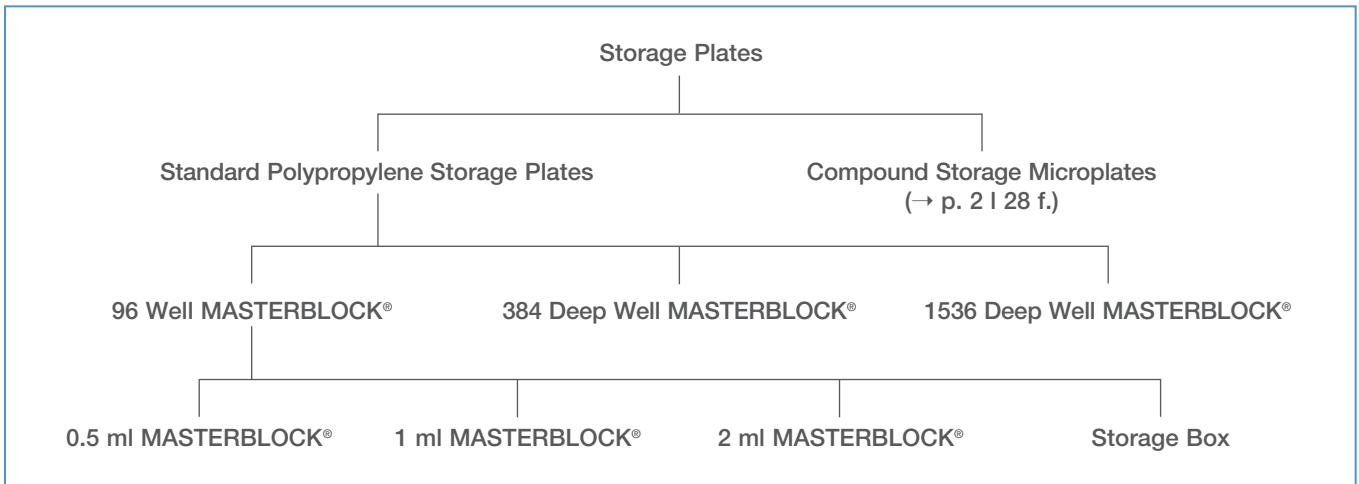 Storage Plates
Standard Polypropylene Storage Plates
Compound Storage Microplates
(→ p. 2 I 28 f.)
96 Well MASTERBLOCK®
384 Deep Well MASTERBLOCK®
1536 Deep Well MASTERBLOCK®
0.5 ml MASTERBLOCK®
1 ml MASTERBLOCK®
2 ml MASTERBLOCK®
Storage Box